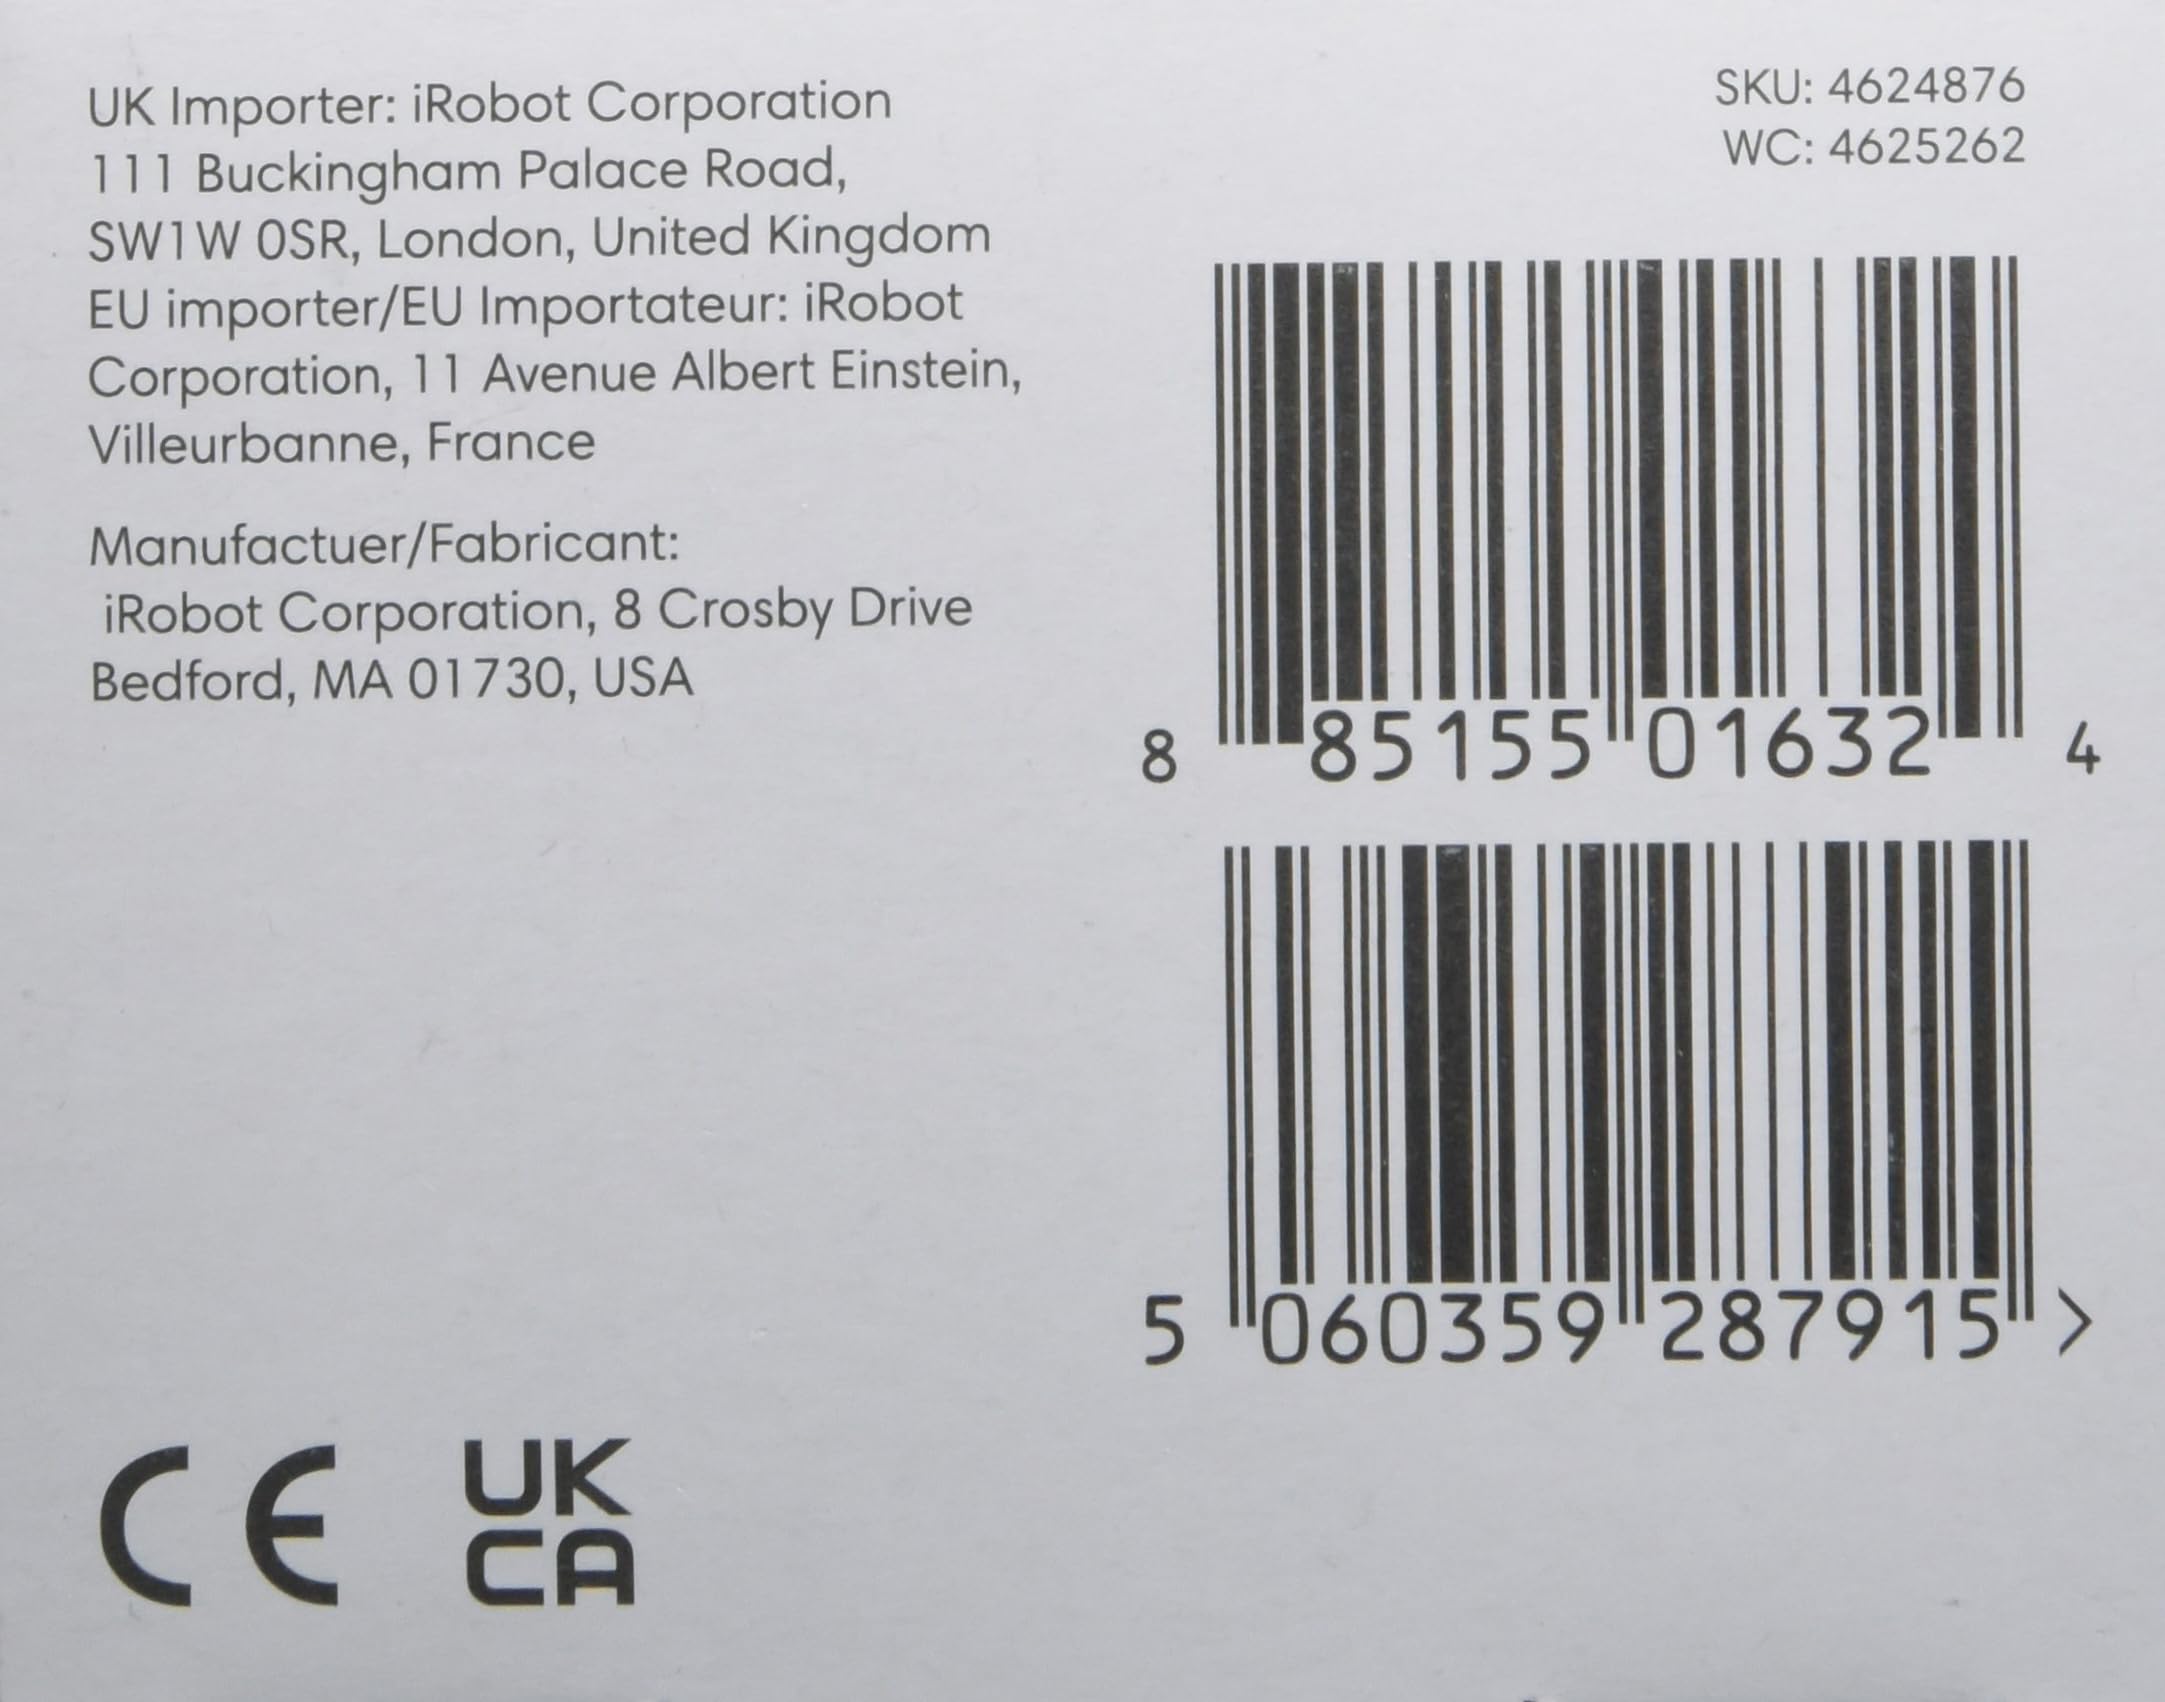 UK Importer: iRobot Corporation
111 Buckingham Palace Road,
SW1W 0SR, London, United Kingdom
EU importer/EU Importateur: iRobot
Corporation, 11 Avenue Albert Einstein,
Villeurbanne, France
Manufactuer/Fabricant:
iRobot Corporation, 8 Crosby Drive
Bedford, MA 01730, USA
SKU: 4624876
WC: 4625262
8 85155 01632 4
5 060359 287915 >
CE
UK
CA